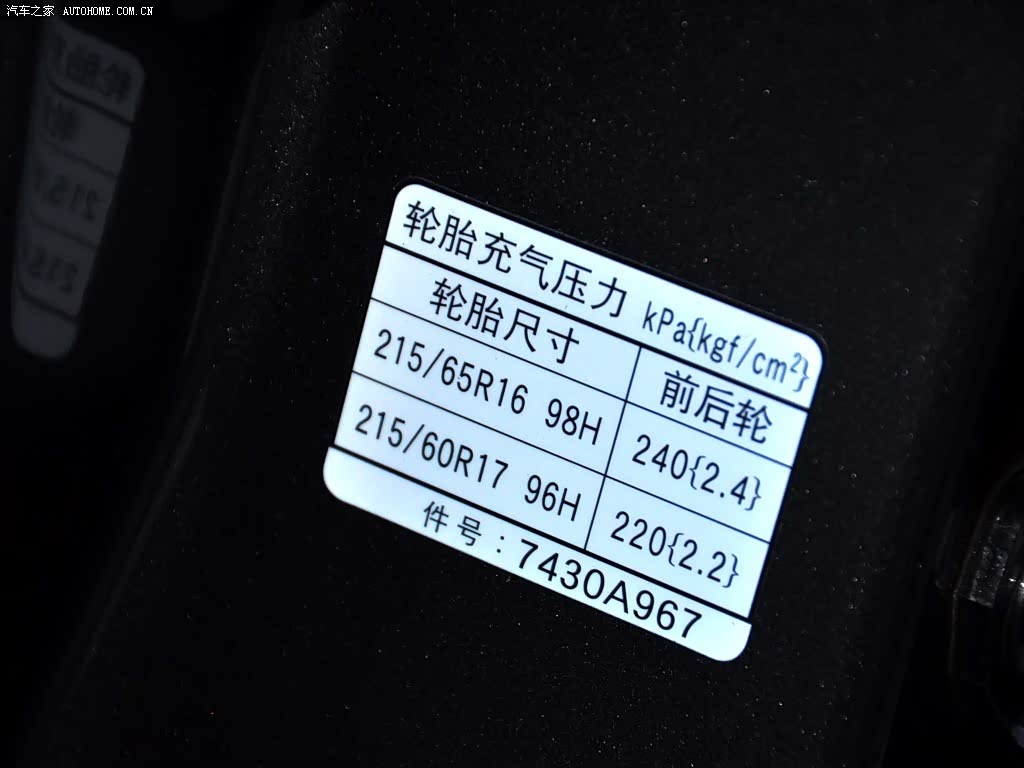 汽车之家 AUTOHOME.COM.CN
轮胎充气压力 kPa{kgf/cm²}
轮胎尺寸 前后轮
215/65R16 98H 240{2.4}
215/60R17 96H 220{2.2}
件号:7430A967